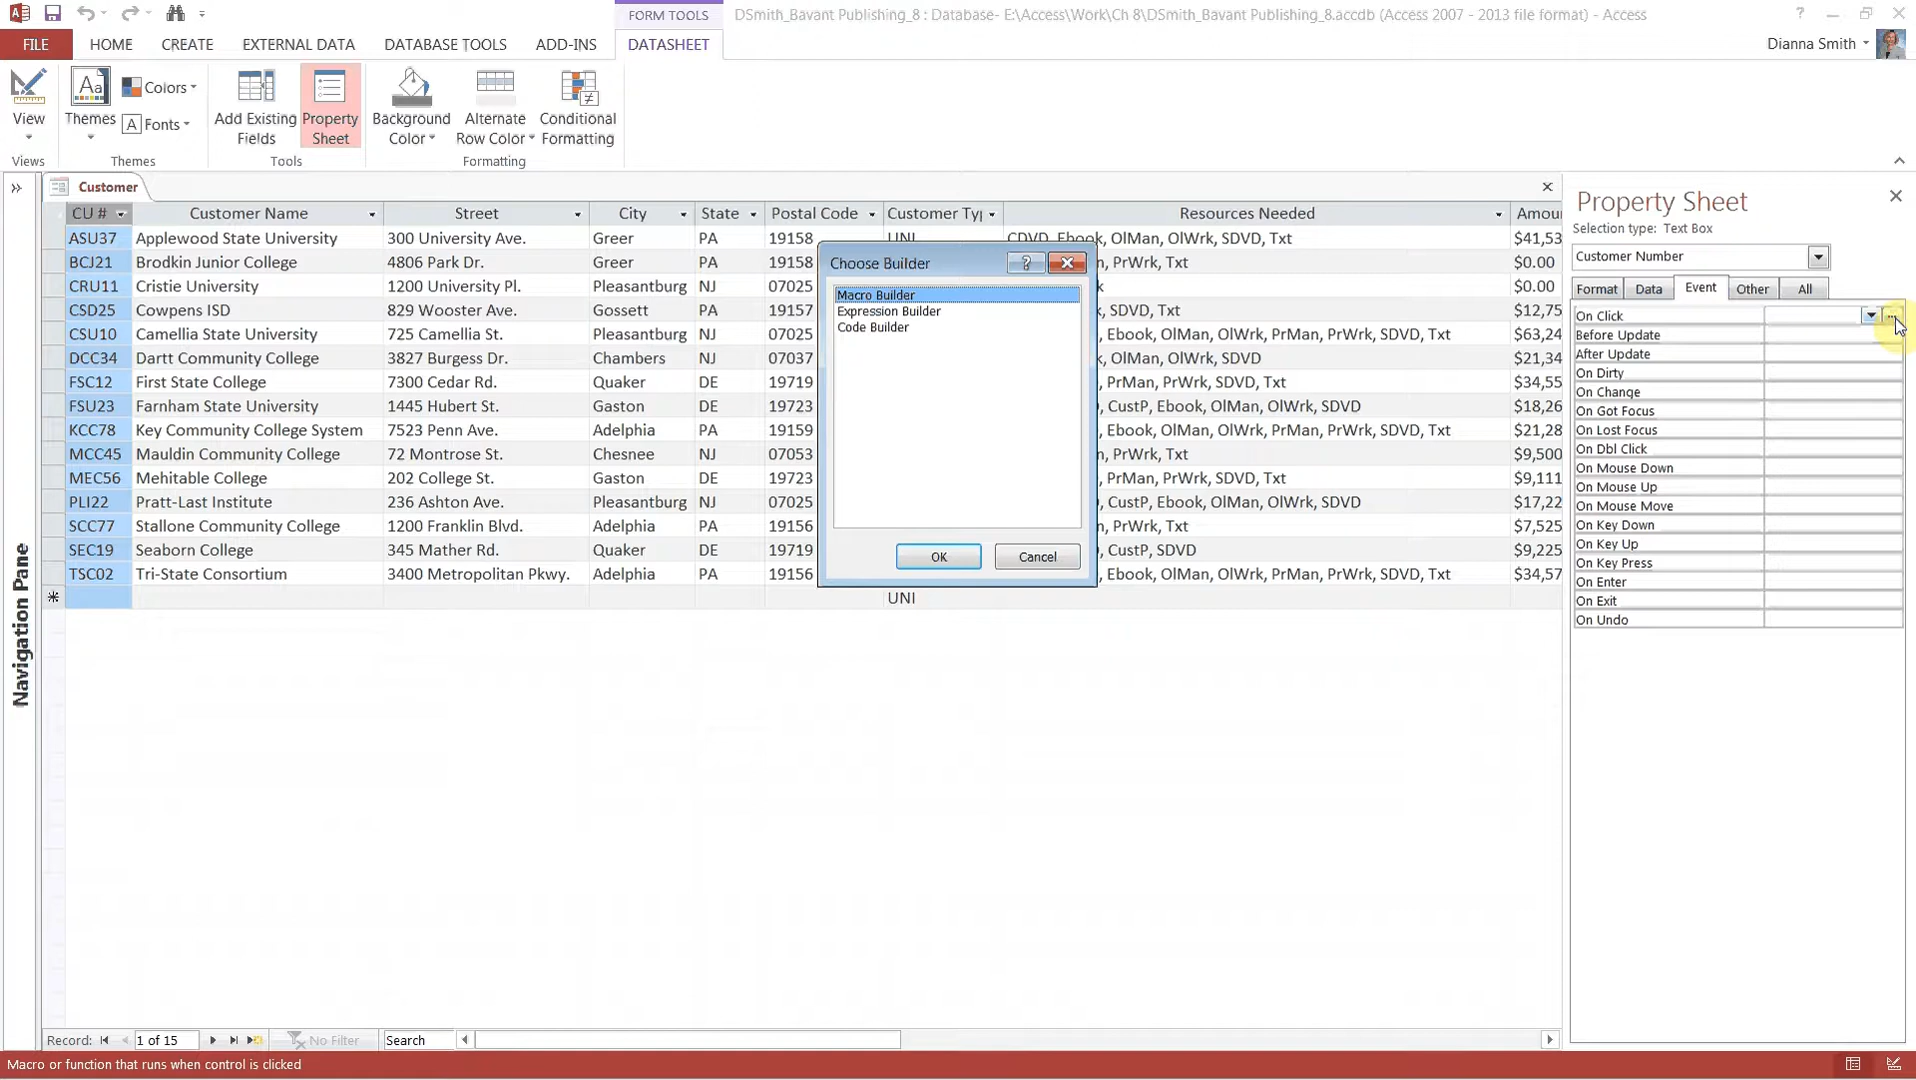 FORM TOOLS
DSmith_Bavant Publishing_8 : Database- E:\Access\Work\Ch 8\DSmith_Bavant Publishing_8.accdb (Access 2007 - 2013 file format) - Access
FILE HOME CREATE EXTERNAL DATA DATABASE TOOLS ADD-INS DATASHEET Dianna Smith
View Themes Colors Fonts Add Existing Fields Property Sheet Background Color Alternate Row Color Conditional Formatting
Views Themes Tools Formatting
Customer
CU # Customer Name Street City State Postal Code Customer Ty Resources Needed Amou
ASU37 Applewood State University 300 University Ave. Greer PA 19158 UNI CDVD, Ebook, OlMan, OlWrk, SDVD, Txt $41,53
BCJ21 Brodkin Junior College 4806 Park Dr. Greer PA 19158 n, PrWrk, Txt $0.00
CRU11 Cristie University 1200 University Pl. Pleasantburg NJ 07025 k $0.00
CSD25 Cowpens ISD 829 Wooster Ave. Gossett PA 19157 , SDVD, Txt $12,75
CSU10 Camellia State University 725 Camellia St. Pleasantburg NJ 07025 , Ebook, OlMan, OlWrk, PrMan, PrWrk, SDVD, Txt $63,24
DCC34 Dartt Community College 3827 Burgess Dr. Chambers NJ 07037 k, OlMan, OlWrk, SDVD $21,34
FSC12 First State College 7300 Cedar Rd. Quaker DE 19719 , PrMan, PrWrk, SDVD, Txt $34,55
FSU23 Farnham State University 1445 Hubert St. Gaston DE 19723 , CustP, Ebook, OlMan, OlWrk, SDVD $18,26
KCC78 Key Community College System 7523 Penn Ave. Adelphia PA 19159 , Ebook, OlMan, OlWrk, PrMan, PrWrk, SDVD, Txt $21,28
MCC45 Mauldin Community College 72 Montrose St. Chesnee NJ 07053 n, PrWrk, Txt $9,500
MEC56 Mehitable College 202 College St. Gaston DE 19723 , PrMan, PrWrk, SDVD, Txt $9,111
PLI22 Pratt-Last Institute 236 Ashton Ave. Pleasantburg NJ 07025 , CustP, Ebook, OlMan, OlWrk, SDVD $17,22
SCC77 Stallone Community College 1200 Franklin Blvd. Adelphia PA 19156 n, PrWrk, Txt $7,525
SEC19 Seaborn College 345 Mather Rd. Quaker DE 19719 , CustP, SDVD $9,225
TSC02 Tri-State Consortium 3400 Metropolitan Pkwy. Adelphia PA 19156 , Ebook, OlMan, OlWrk, PrMan, PrWrk, SDVD, Txt $34,57
UNI
Choose Builder
Macro Builder
Expression Builder
Code Builder
OK Cancel
Property Sheet
Selection type: Text Box
Customer Number
Format Data Event Other All
On Click
Before Update
After Update
On Dirty
On Change
On Got Focus
On Lost Focus
On Dbl Click
On Mouse Down
On Mouse Up
On Mouse Move
On Key Down
On Key Up
On Key Press
On Enter
On Exit
On Undo
Navigation Pane
Record: 1 of 15 No Filter Search
Macro or function that runs when control is clicked